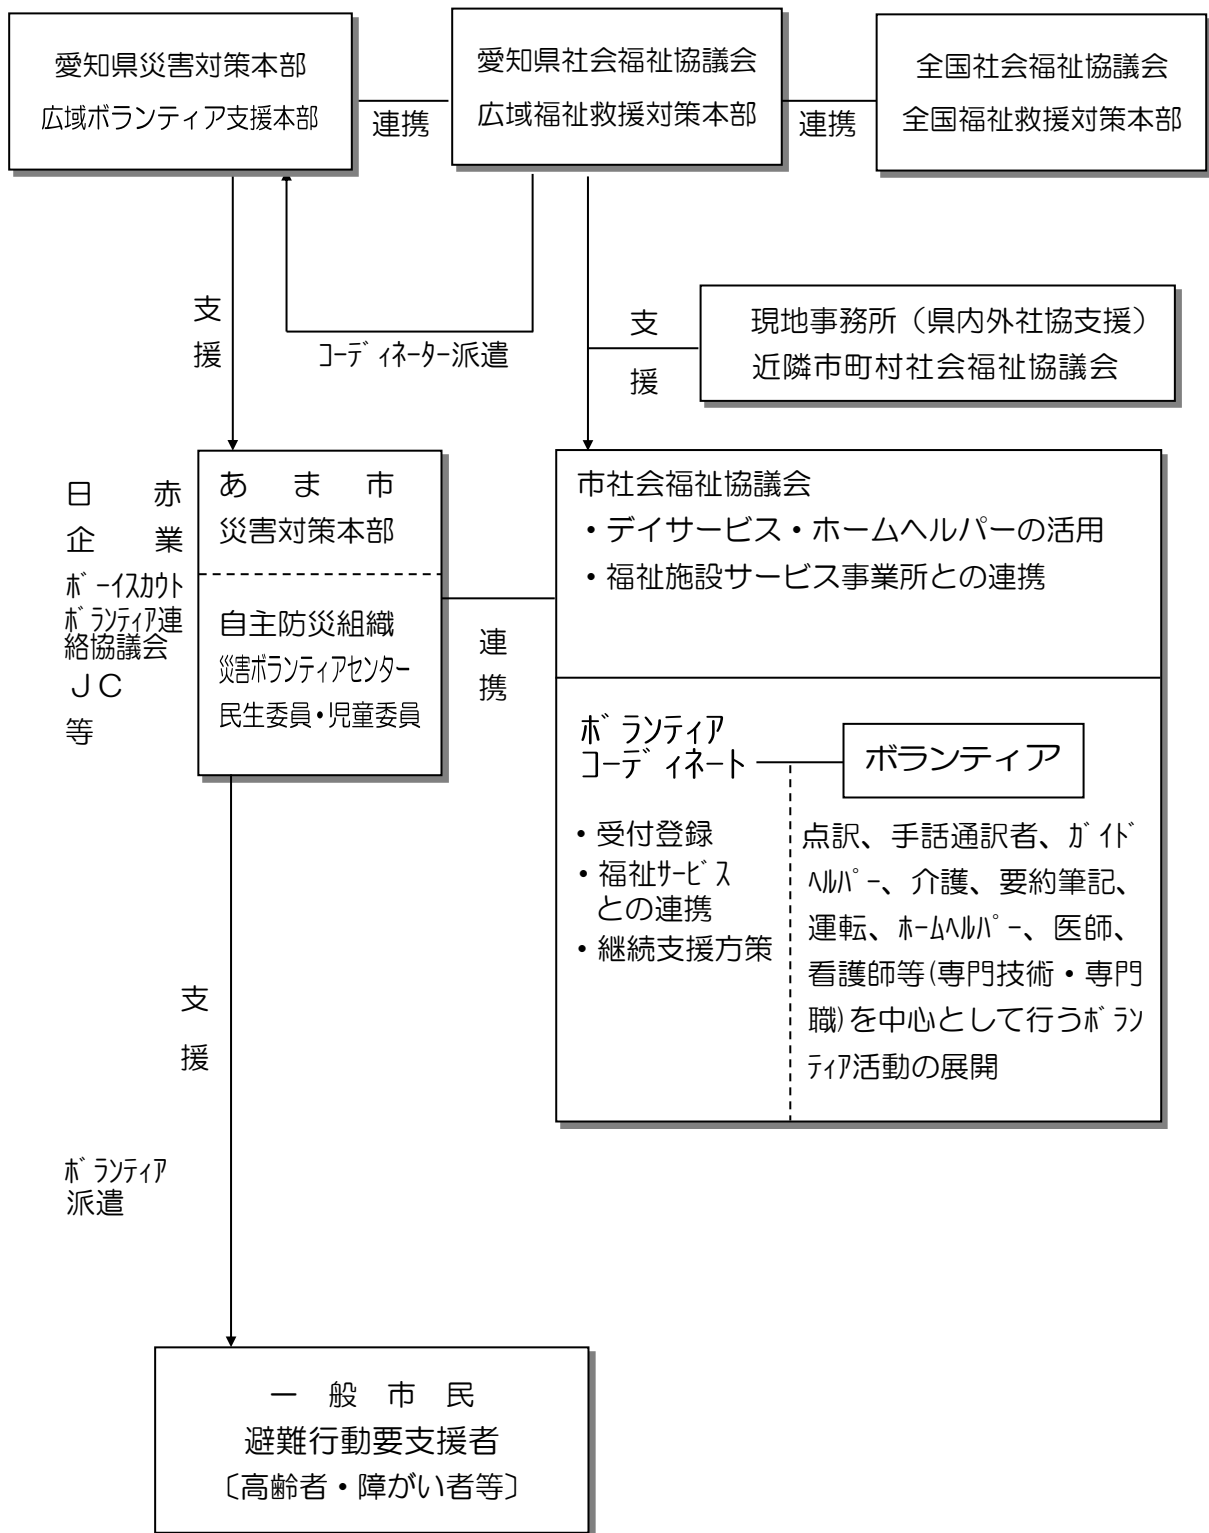 愛知県災害対策本部
広域ボランティア支援本部
連携
愛知県社会福祉協議会
広域福祉救援対策本部
連携
全国社会福祉協議会
全国福祉救援対策本部
支
援
コーディネーター派遣
支
援
現地事務所（県内外社協支援）
近隣市町村社会福祉協議会
日　赤
企　業
ボーイスカウト
ボランティア連
絡協議会
ＪＣ
等
あ　ま　市
災害対策本部
自主防災組織
災害ボランティアセンター
民生委員・児童委員
連
携
市社会福祉協議会
・デイサービス・ホームヘルパーの活用
・福祉施設サービス事業所との連携
ボランティア
コーディネート
ボランティア
・受付登録
・福祉サービス
との連携
・継続支援方策
点訳、手話通訳者、ガイド
ヘルパー、介護、要約筆記、
運転、ホームヘルパー、医師、
看護師等(専門技術・専門
職)を中心として行うボラン
ティア活動の展開
支
援
ボランティア
派遣
一　般　市　民
避難行動要支援者
〔高齢者・障がい者等〕